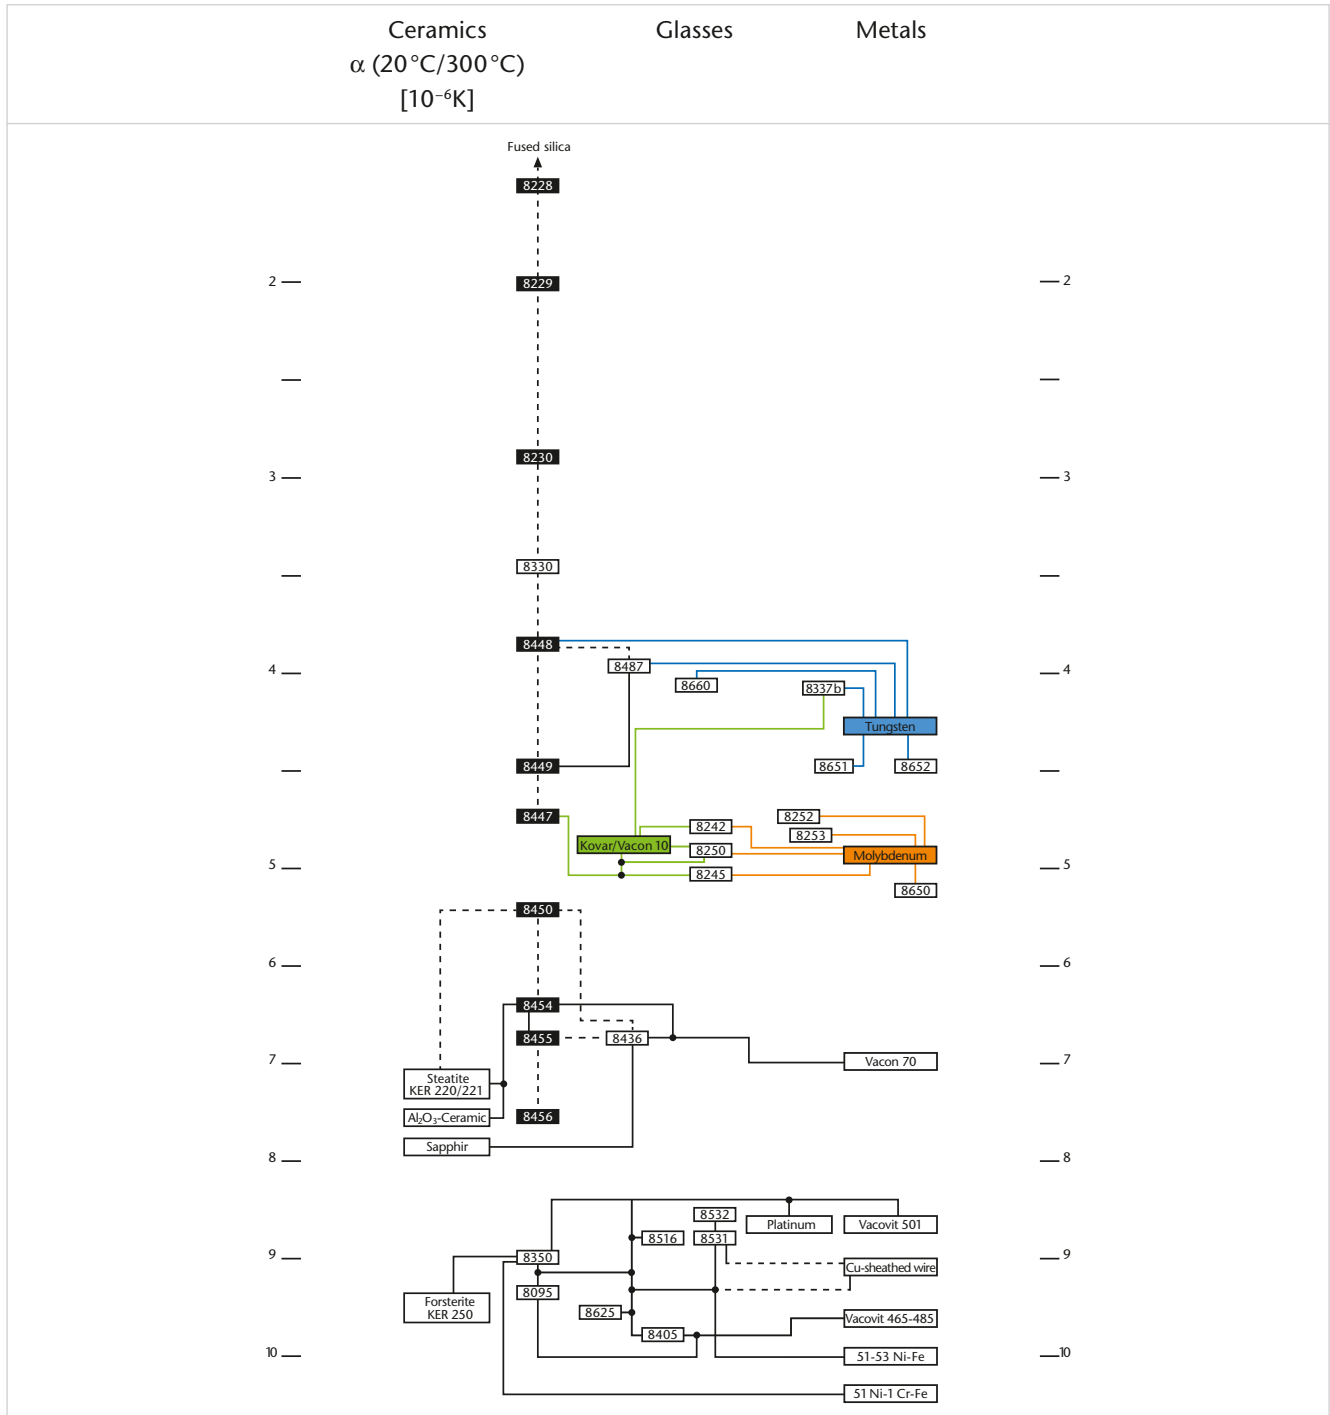 Ceramics
Glasses
Metals
α (20 °C/300 °C)
[10⁻⁶K]
Fused silica
8228
2
8229
2
8230
3
3
8330
8448
4
8487
8660
8337b
4
Tungsten
8449
8651
8652
8447
8242
8252
8253
Kovar/Vacon 10
8250
Molybdenum
5
8245
5
8650
8450
6
6
8454
8455
8436
7
Vacon 70
7
Steatite
KER 220/221
Al₂O₃-Ceramic
8456
Sapphir
8
8
8532
Platinum
Vacovit 501
8516
8531
9
8350
9
Cu-sheathed wire
8095
Forsterite
KER 250
8625
Vacovit 465-485
8405
10
51-53 Ni-Fe
10
51 Ni-1 Cr-Fe